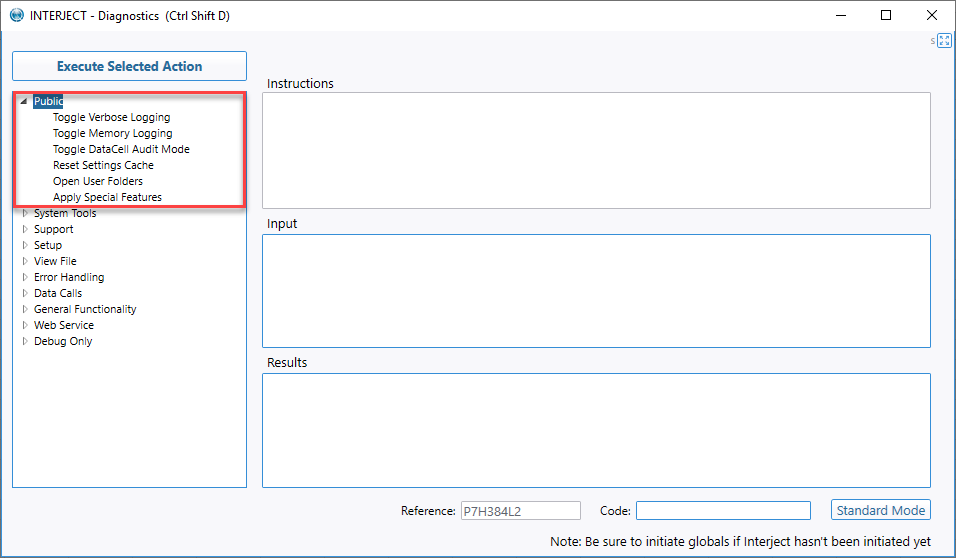 INTERJECT - Diagnostics (Ctrl Shift D)
s
Execute Selected Action
Public
Toggle Verbose Logging
Toggle Memory Logging
Toggle DataCell Audit Mode
Reset Settings Cache
Open User Folders
Apply Special Features
System Tools
Support
Setup
View File
Error Handling
Data Calls
General Functionality
Web Service
Debug Only
Instructions
Input
Results
Reference: P7H384L2 Code: Standard Mode
Note: Be sure to initiate globals if Interject hasn't been initiated yet